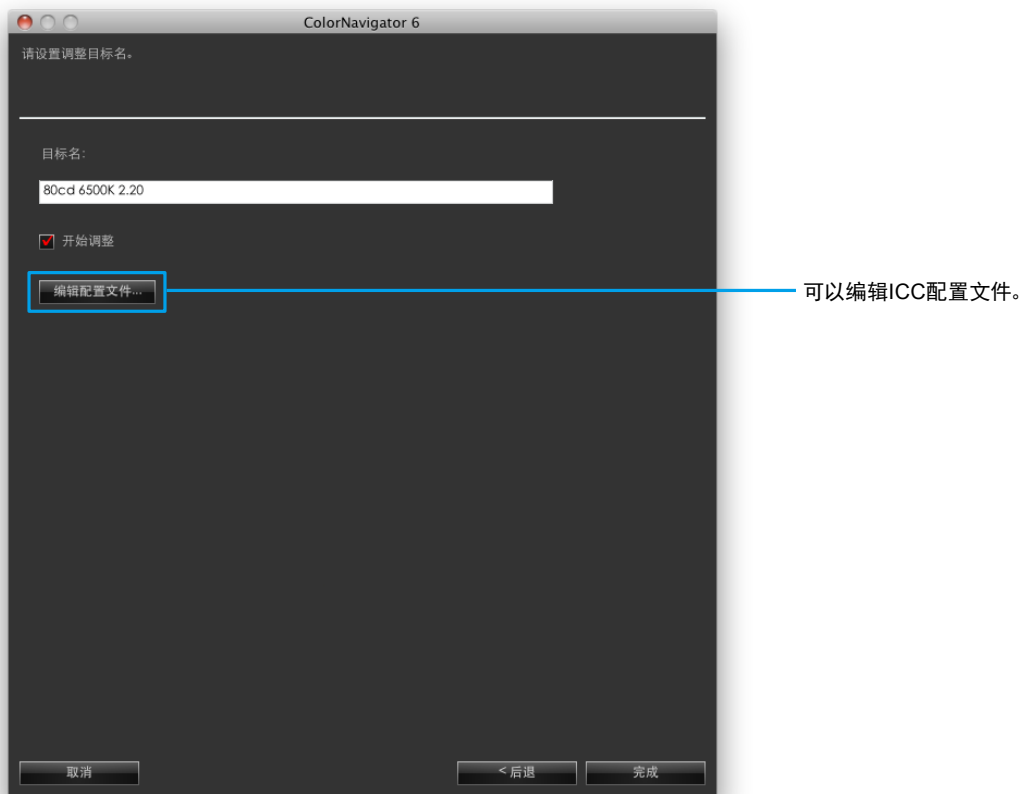 ColorNavigator 6
请设置调整目标名。
目标名:
80cd 6500K 2.20
开始调整
编辑配置文件...
可以编辑ICC配置文件。
取消
< 后退
完成